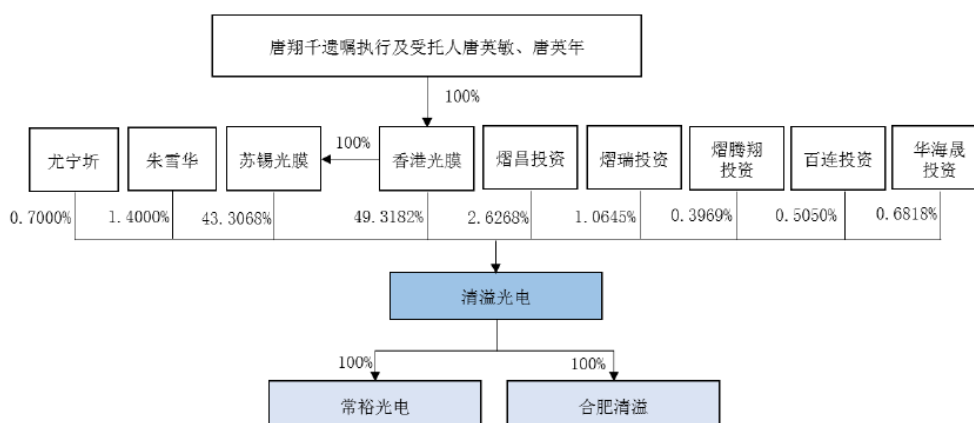 唐翔千遗嘱执行及受托人唐英敏、唐英年
100%
100%
尤宁圻
朱雪华
苏锡光膜
香港光膜
熠昌投资
熠瑞投资
熠腾翔
投资
百连投资
华海晟
投资
0.7000%
1.4000%
43.3068%
49.3182%
2.6268%
1.0645%
0.3969%
0.5050%
0.6818%
清溢光电
100%
100%
常裕光电
合肥清溢